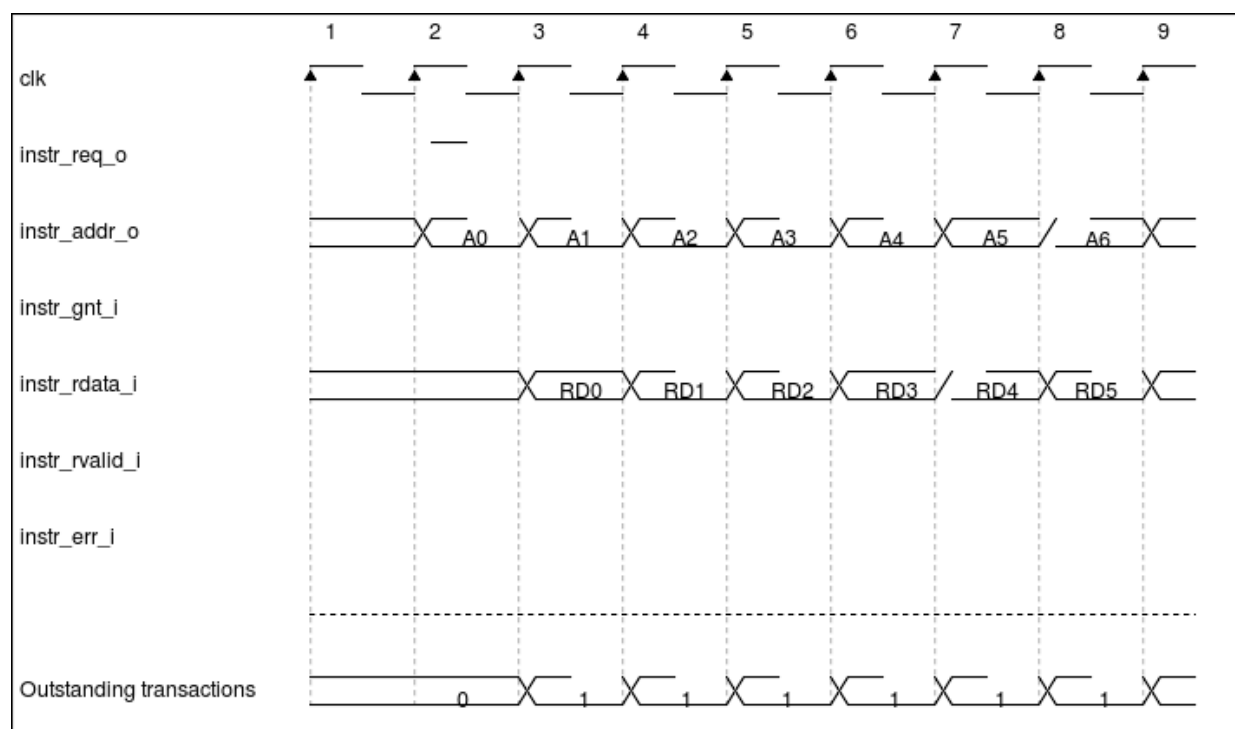 1 2 3 4 5 6 7 8 9
clk
instr_req_o
instr_addr_o A0 A1 A2 A3 A4 A5 A6
instr_gnt_i
instr_rdata_i RD0 RD1 RD2 RD3 RD4 RD5
instr_rvalid_i
instr_err_i
Outstanding transactions 0 1 1 1 1 1 1